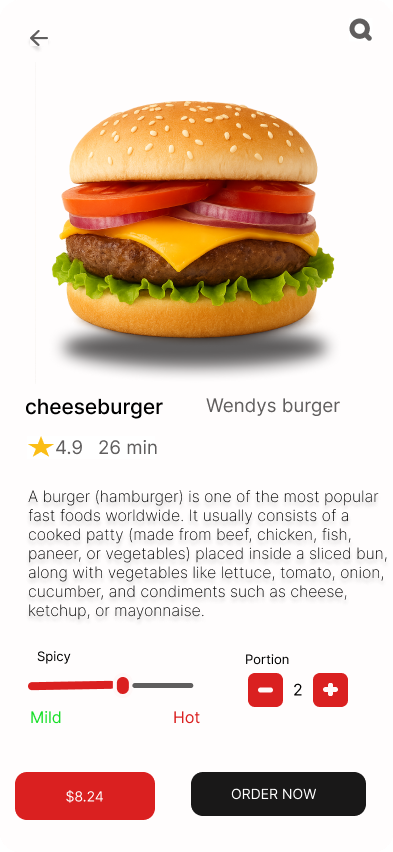 cheeseburger Wendys burger
4.9 26 min
A burger (hamburger) is one of the most popular
fast foods worldwide. It usually consists of a
cooked patty (made from beef, chicken, fish,
paneer, or vegetables) placed inside a sliced bun,
along with vegetables like lettuce, tomato, onion,
cucumber, and condiments such as cheese,
ketchup, or mayonnaise.
Spicy Portion
2
Mild Hot
$8.24 ORDER NOW